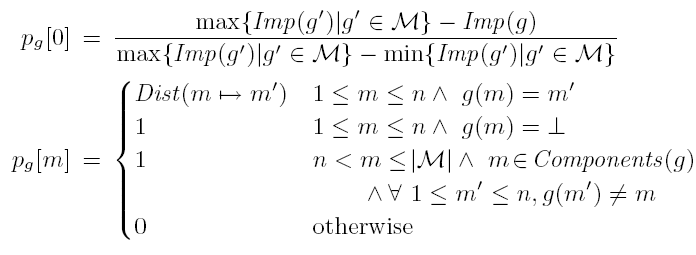 p_g[0] = \frac{\max\{Imp(g')|g' ∈ ℳ\} − Imp(g)}{\max\{Imp(g')|g' ∈ ℳ\} − \min\{Imp(g')|g' ∈ ℳ\}}
p_g[m] = { Dist(m ↦ m') 1 ≤ m ≤ n ∧ g(m) = m'
1 1 ≤ m ≤ n ∧ g(m) = ⊥
1 n < m ≤ |ℳ| ∧ m ∈ Components(g)
∧ ∀ 1 ≤ m' ≤ n, g(m') ≠ m
0 otherwise